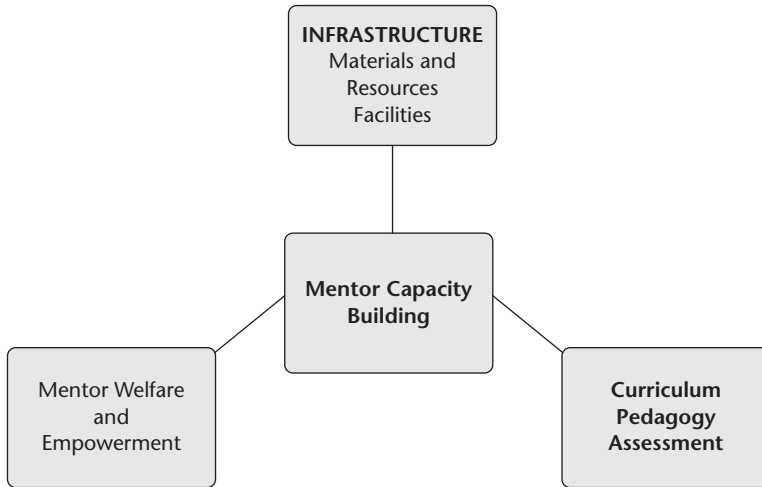 INFRASTRUCTURE
Materials and
Resources
Facilities
Mentor Capacity
Building
Mentor Welfare
and
Empowerment
Curriculum
Pedagogy
Assessment